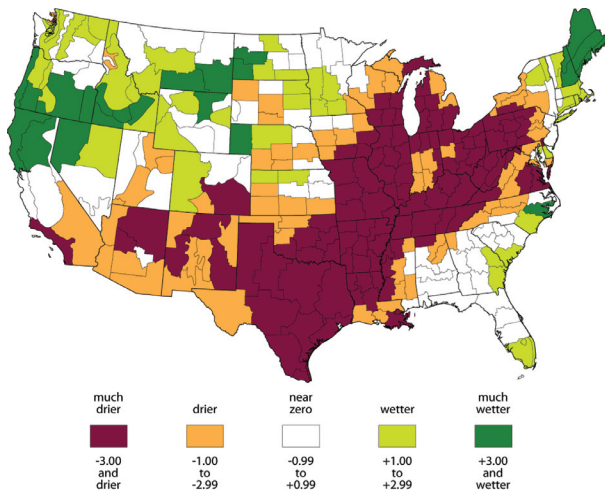 much drier
drier
near zero
wetter
much wetter
-3.00 and drier
-1.00 to -2.99
-0.99 to +0.99
+1.00 to +2.99
+3.00 and wetter